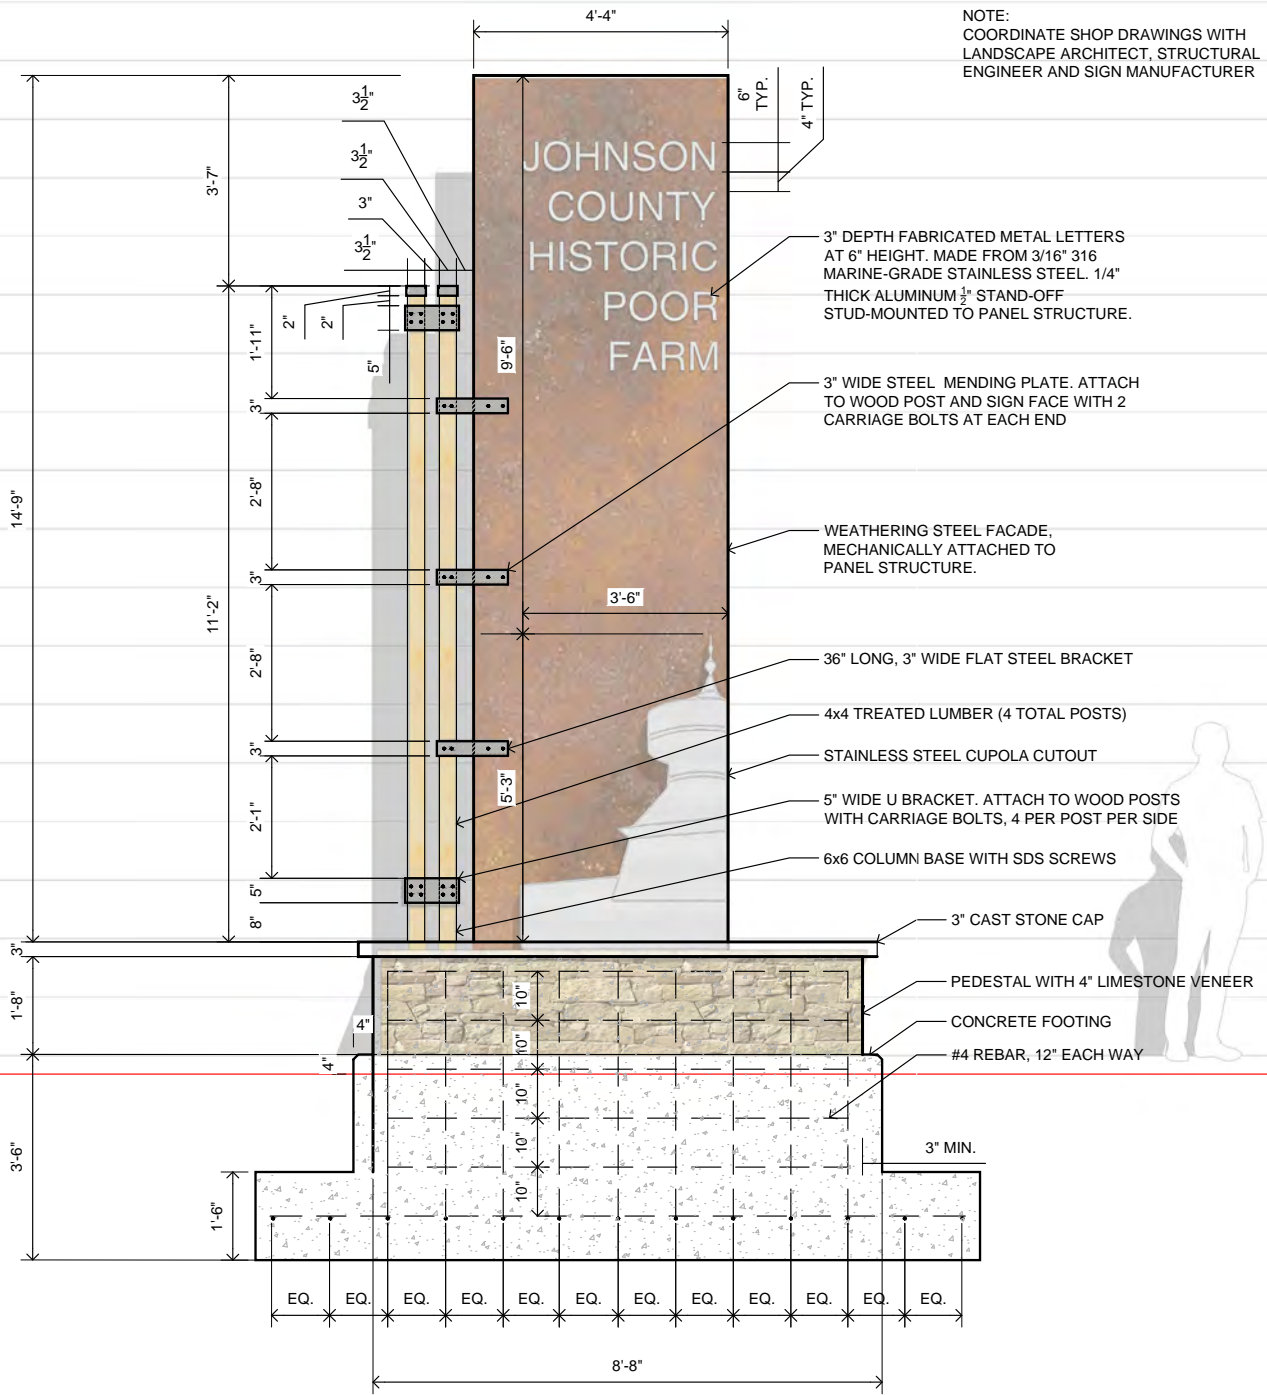 4'-4"
NOTE:
COORDINATE SHOP DRAWINGS WITH
LANDSCAPE ARCHITECT, STRUCTURAL
ENGINEER AND SIGN MANUFACTURER
6"
TYP.
4" TYP.
3½"
3½"
3"
3½"
3'-7"
JOHNSON
COUNTY
HISTORIC
POOR
FARM
3" DEPTH FABRICATED METAL LETTERS
AT 6" HEIGHT. MADE FROM 3/16" 316
MARINE-GRADE STAINLESS STEEL. 1/4"
THICK ALUMINUM ½" STAND-OFF
STUD-MOUNTED TO PANEL STRUCTURE.
2"
2"
1'-11"
5"
9'-6"
3"
3" WIDE STEEL MENDING PLATE. ATTACH
TO WOOD POST AND SIGN FACE WITH 2
CARRIAGE BOLTS AT EACH END
14'-9"
2'-8"
WEATHERING STEEL FACADE,
MECHANICALLY ATTACHED TO
PANEL STRUCTURE.
3"
3'-6"
11'-2"
2'-8"
36" LONG, 3" WIDE FLAT STEEL BRACKET
4x4 TREATED LUMBER (4 TOTAL POSTS)
3"
STAINLESS STEEL CUPOLA CUTOUT
5'-3"
2'-1"
5" WIDE U BRACKET. ATTACH TO WOOD POSTS
WITH CARRIAGE BOLTS, 4 PER POST PER SIDE
6x6 COLUMN BASE WITH SDS SCREWS
5"
8"
3" CAST STONE CAP
3"
PEDESTAL WITH 4" LIMESTONE VENEER
1'-8"
10"
4"
CONCRETE FOOTING
10"
#4 REBAR, 12" EACH WAY
4"
10"
10"
3'-6"
3" MIN.
10"
1'-6"
EQ. EQ. EQ. EQ. EQ. EQ. EQ. EQ. EQ. EQ. EQ. EQ.
8'-8"